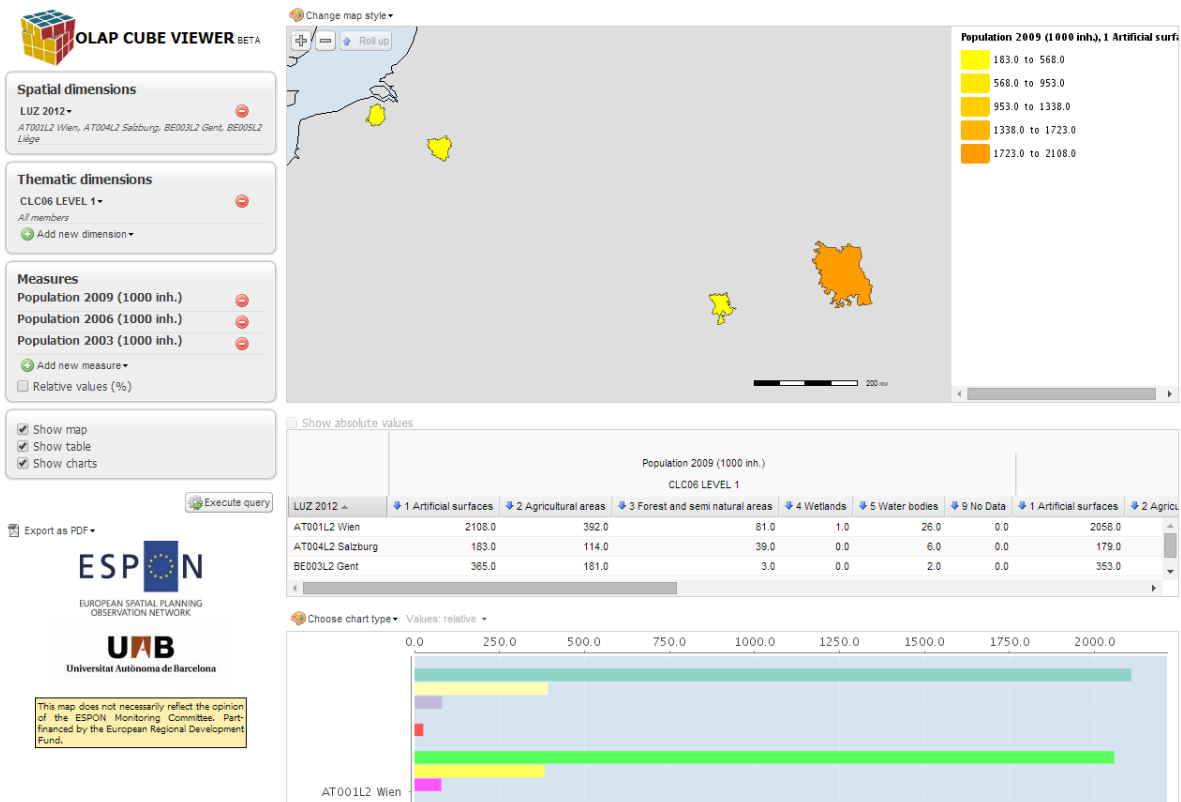 OLAP CUBE VIEWER BETA
Spatial dimensions
LUZ 2012
AT001L2 Wien, AT004L2 Salzburg, BE003L2 Gent, BE005L2
Liège
Thematic dimensions
CLC06 LEVEL 1
All members
Add new dimension
Measures
Population 2009 (1000 inh.)
Population 2006 (1000 inh.)
Population 2003 (1000 inh.)
Add new measure
Relative values (%)
Show map
Show table
Show charts
Execute query
Export as PDF
ESPON
EUROPEAN SPATIAL PLANNING
OBSERVATION NETWORK
UAB
Universitat Autònoma de Barcelona
This map does not necessarily reflect the opinion
of the ESPON Monitoring Committee. Part-
financed by the European Regional Development
Fund.
Change map style
Roll up
200 KM
Population 2009 (1000 inh.), 1 Artificial surfa
183.0 to 568.0
568.0 to 953.0
953.0 to 1338.0
1338.0 to 1723.0
1723.0 to 2108.0
Show absolute values
Population 2009 (1000 inh.)
CLC06 LEVEL 1
LUZ 2012 1 Artificial surfaces 2 Agricultural areas 3 Forest and semi natural areas 4 Wetlands 5 Water bodies 9 No Data 1 Artificial surfaces 2 Agricu
AT001L2 Wien 2108.0 392.0 81.0 1.0 26.0 0.0 2058.0
AT004L2 Salzburg 183.0 114.0 39.0 0.0 6.0 0.0 179.0
BE003L2 Gent 365.0 181.0 3.0 0.0 2.0 0.0 353.0
Choose chart type Values: relative
0.0 250.0 500.0 750.0 1000.0 1250.0 1500.0 1750.0 2000.0
AT001L2 Wien